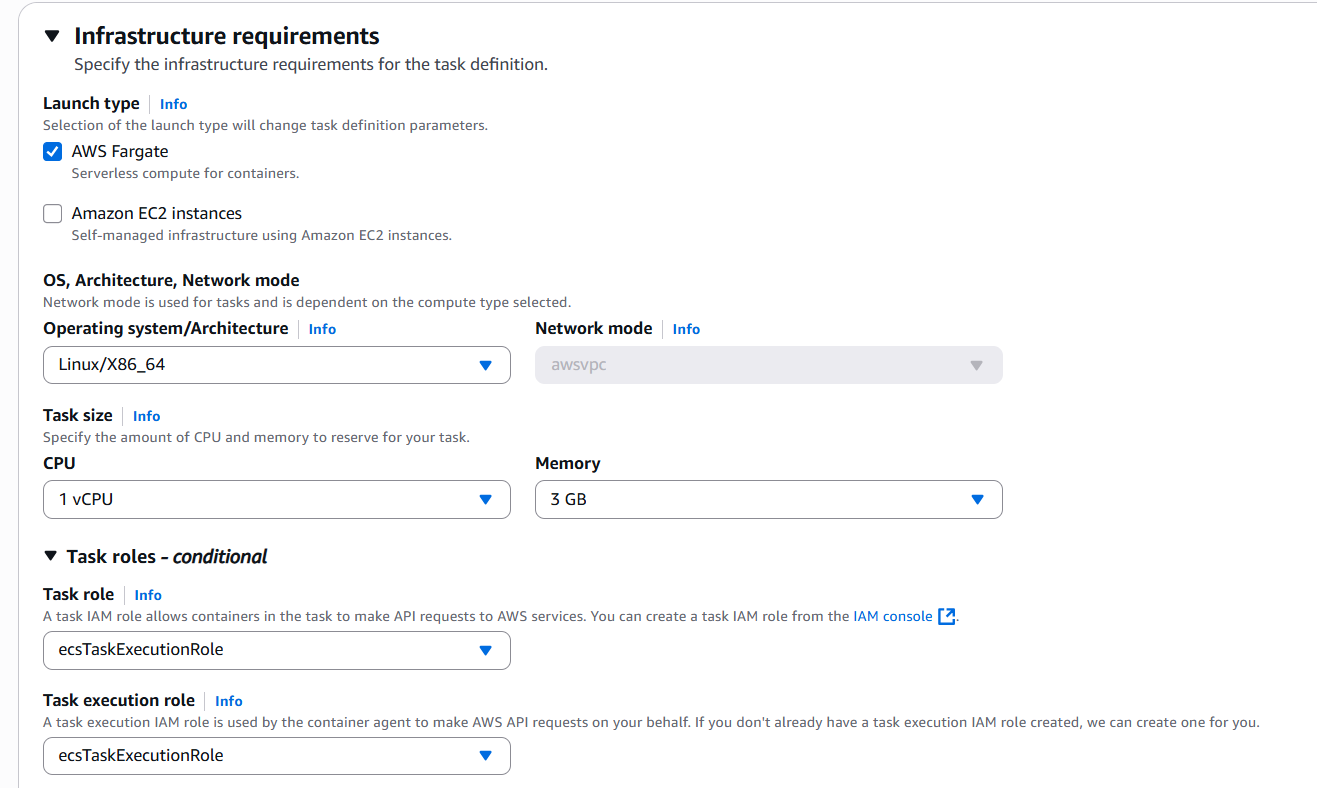 Infrastructure requirements
Specify the infrastructure requirements for the task definition.
Launch type Info
Selection of the launch type will change task definition parameters.
AWS Fargate
Serverless compute for containers.
Amazon EC2 instances
Self-managed infrastructure using Amazon EC2 instances.
OS, Architecture, Network mode
Network mode is used for tasks and is dependent on the compute type selected.
Operating system/Architecture Info Network mode Info
Linux/X86_64 awsvpc
Task size Info
Specify the amount of CPU and memory to reserve for your task.
CPU Memory
1 vCPU 3 GB
Task roles - conditional
Task role Info
A task IAM role allows containers in the task to make API requests to AWS services. You can create a task IAM role from the IAM console.
ecsTaskExecutionRole
Task execution role Info
A task execution IAM role is used by the container agent to make AWS API requests on your behalf. If you don't already have a task execution IAM role created, we can create one for you.
ecsTaskExecutionRole